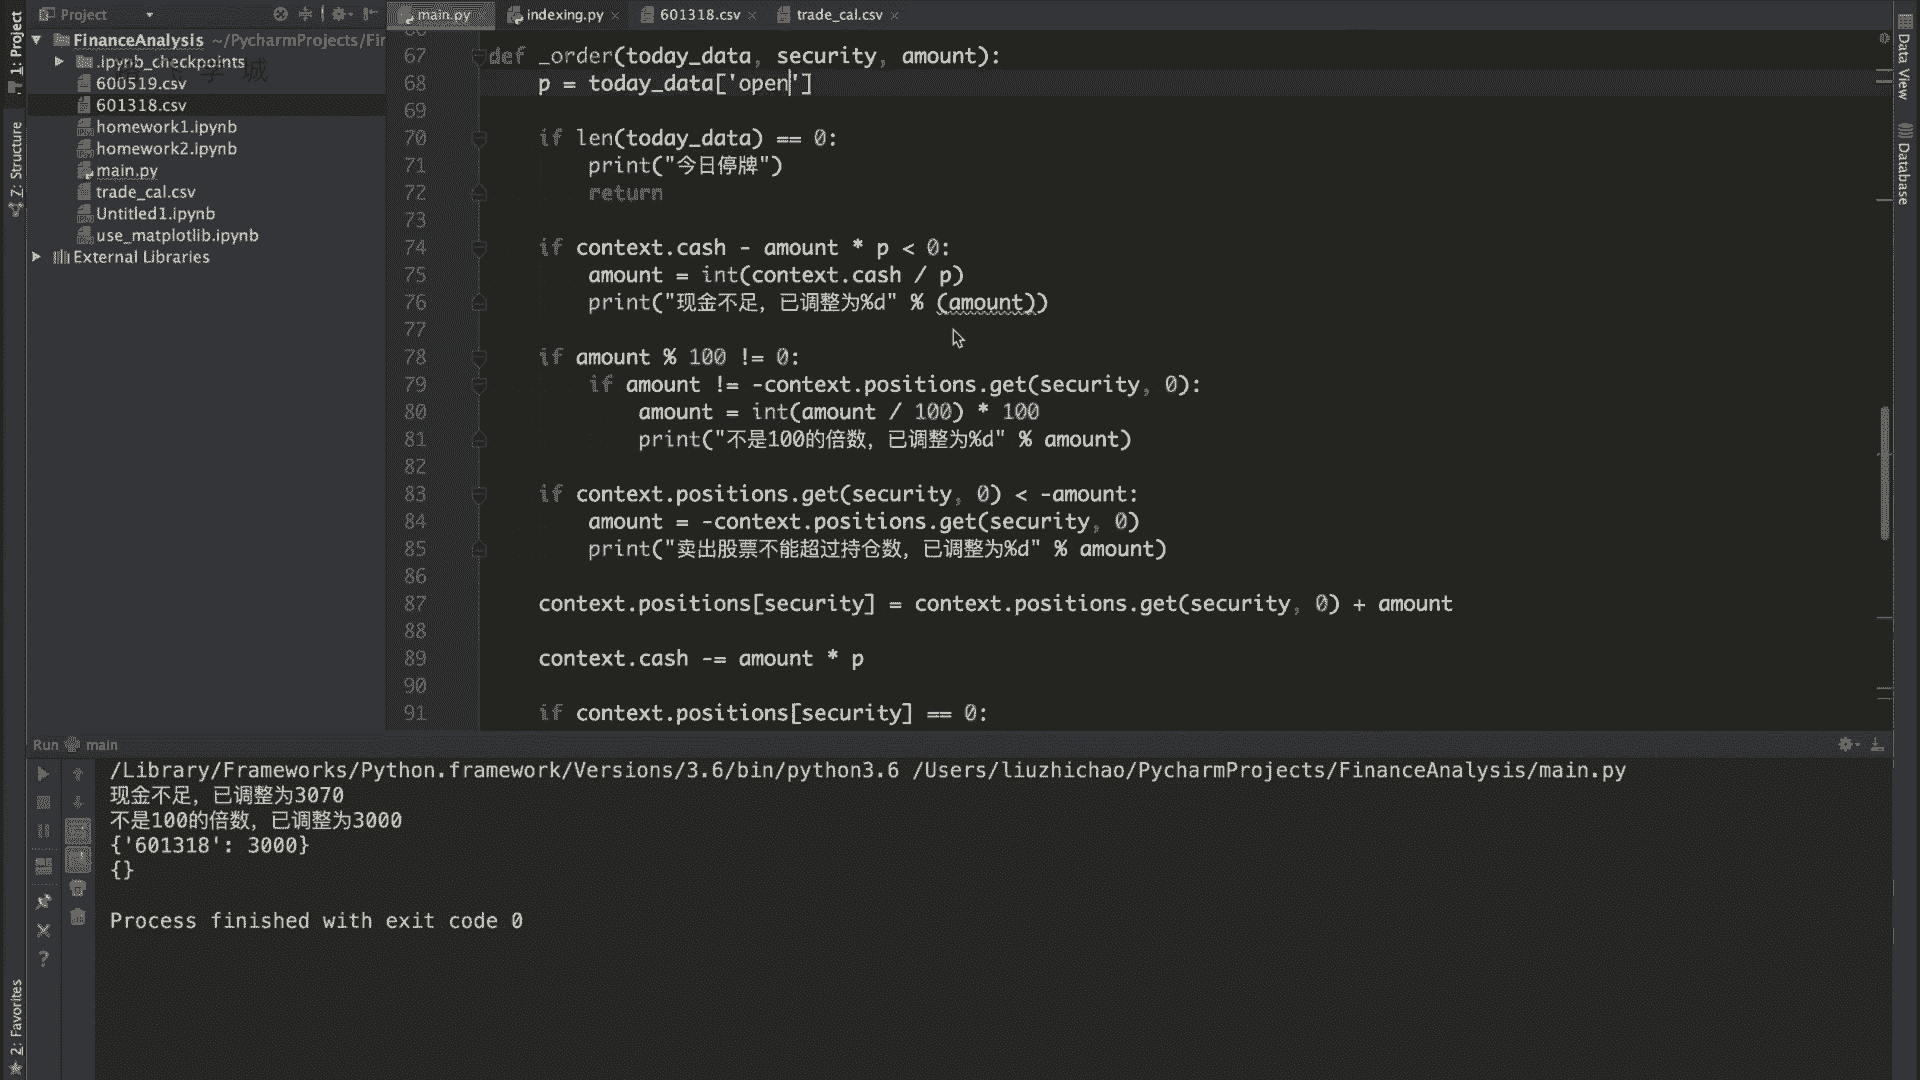 1: Project
Z: Structure
2: Favorites
Project
FinanceAnalysis ~/PycharmProjects/Fir
.ipynb_checkpoints
600519.csv
601318.csv
homework1.ipynb
homework2.ipynb
main.py
trade_cal.csv
Untitled1.ipynb
use_matplotlib.ipynb
External Libraries
学城
main.py
indexing.py
601318.csv
trade_cal.csv
67 def _order(today_data, security, amount):
68 p = today_data['open']
69
70 if len(today_data) == 0:
71 print("今日停牌")
72 return
73
74 if context.cash - amount * p < 0:
75 amount = int(context.cash / p)
76 print("现金不足，已调整为%d" % (amount))
77
78 if amount % 100 != 0:
79 if amount != -context.positions.get(security, 0):
80 amount = int(amount / 100) * 100
81 print("不是100的倍数，已调整为%d" % amount)
82
83 if context.positions.get(security, 0) < -amount:
84 amount = -context.positions.get(security, 0)
85 print("卖出股票不能超过持仓数，已调整为%d" % amount)
86
87 context.positions[security] = context.positions.get(security, 0) + amount
88
89 context.cash -= amount * p
90
91 if context.positions[security] == 0:
Data View
Database
Run main
/Library/Frameworks/Python.framework/Versions/3.6/bin/python3.6 /Users/liuzhichao/PycharmProjects/FinanceAnalysis/main.py
现金不足，已调整为3070
不是100的倍数，已调整为3000
{'601318': 3000}
{}
Process finished with exit code 0